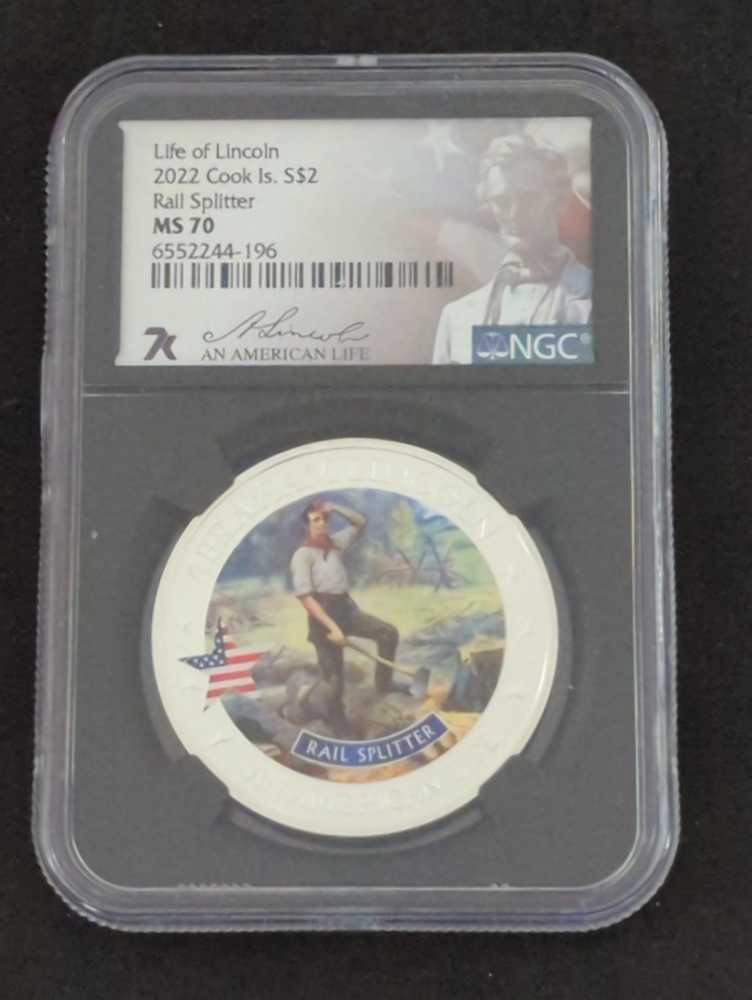 Life of Lincoln
2022 Cook Is. S$2
Rail Splitter
MS 70
6552244-196
7K
A. Lincoln
AN AMERICAN LIFE
NGC®
RAIL SPLITTER